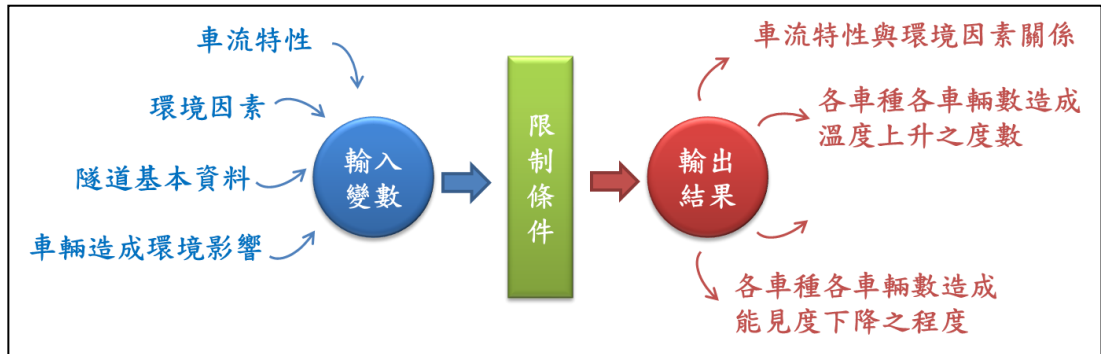 車流特性
環境因素
隧道基本資料
車輛造成環境影響
輸入
變數
限
制
條
件
輸出
結果
車流特性與環境因素關係
各車種各車輛數造成
溫度上升之度數
各車種各車輛數造成
能見度下降之程度